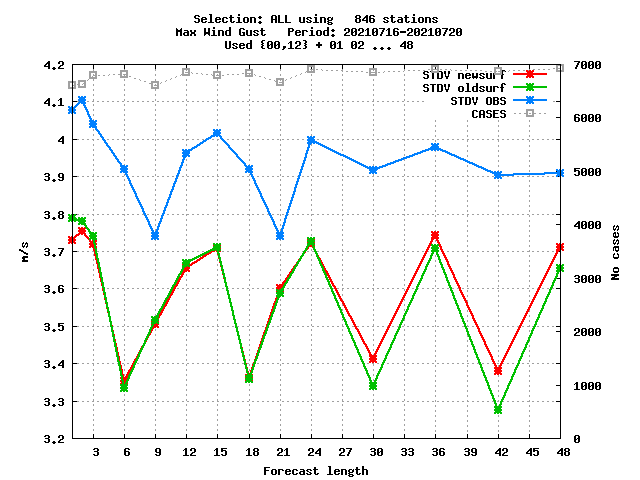 Selection: ALL using   846 stations
Max Wind Gust   Period: 20210716-20210720
Used {00,12} + 01 02 ... 48
STDV newsurf
STDV oldsurf
STDV OBS
CASES
4.2
4.1
4
3.9
3.8
3.7
3.6
3.5
3.4
3.3
3.2
m/s
7000
6000
5000
4000
3000
2000
1000
0
No cases
3 6 9 12 15 18 21 24 27 30 33 36 39 42 45 48
Forecast length